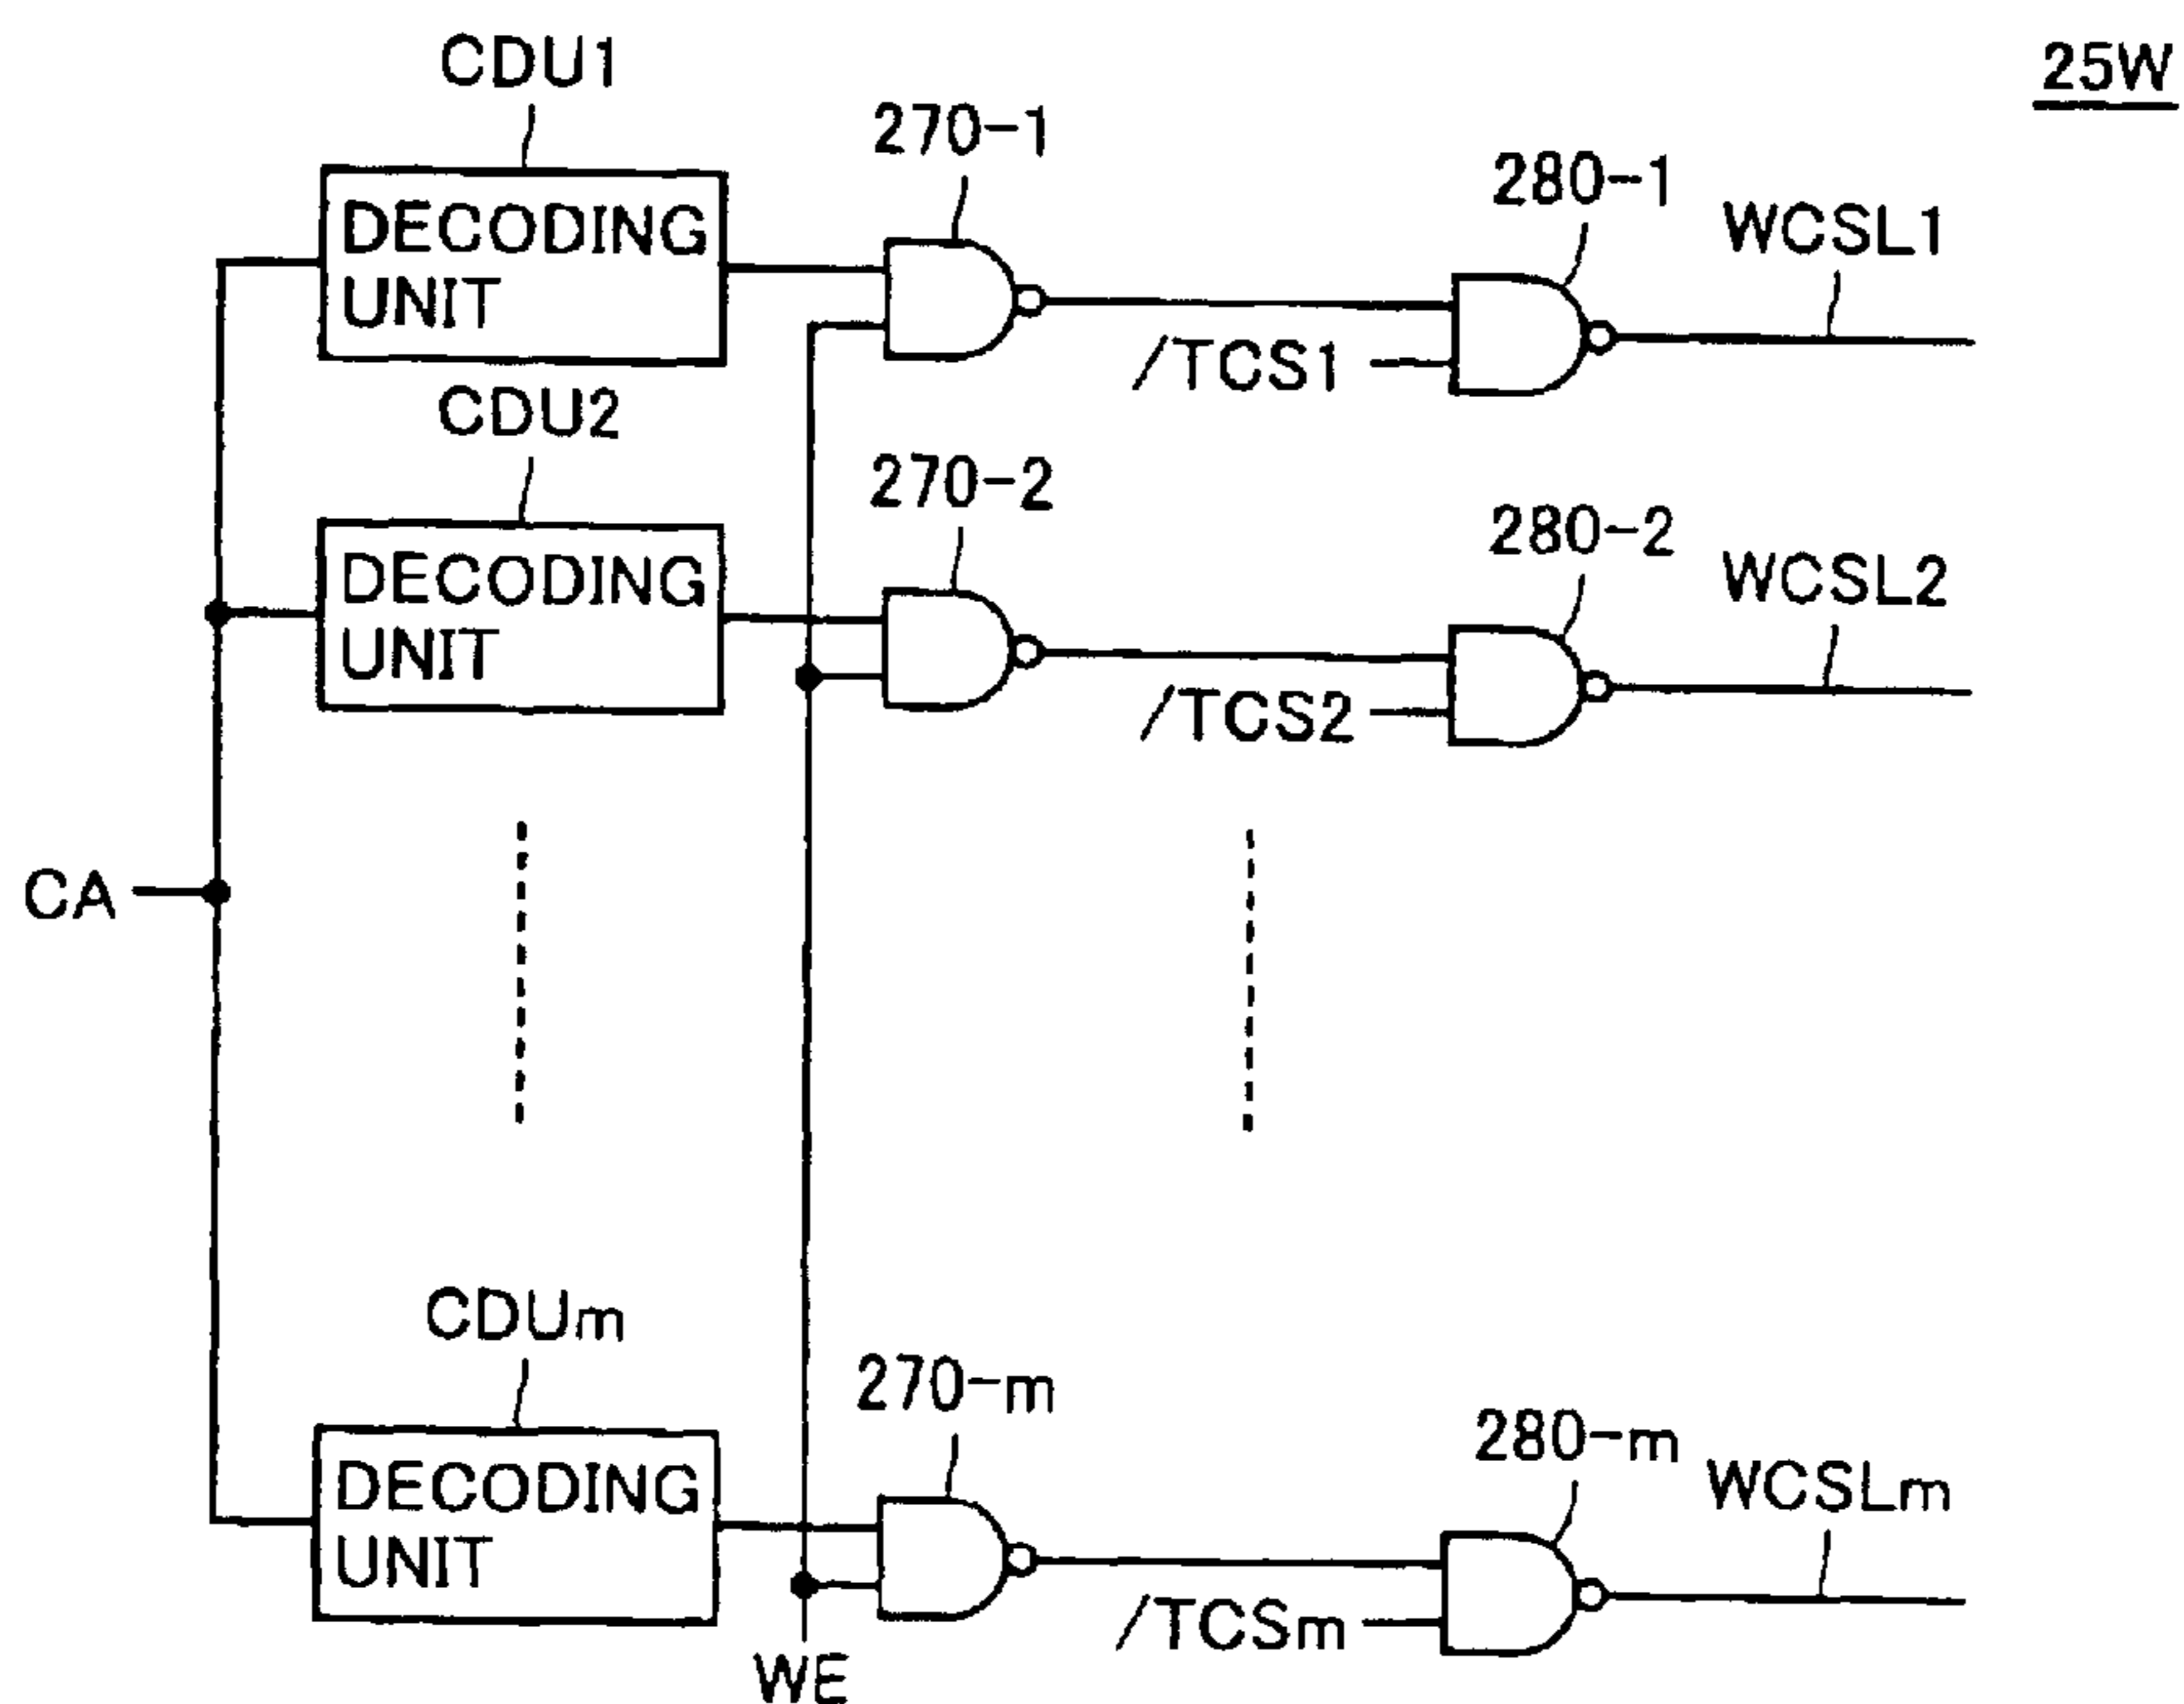 25W
CDU1
270-1
280-1
WCSL1
DECODING
UNIT
/TCS1
CDU2
270-2
280-2
WCSL2
DECODING
UNIT
/TCS2
CA
CDUm
270-m
280-m
WCSLm
DECODING
UNIT
/TCSm
WE